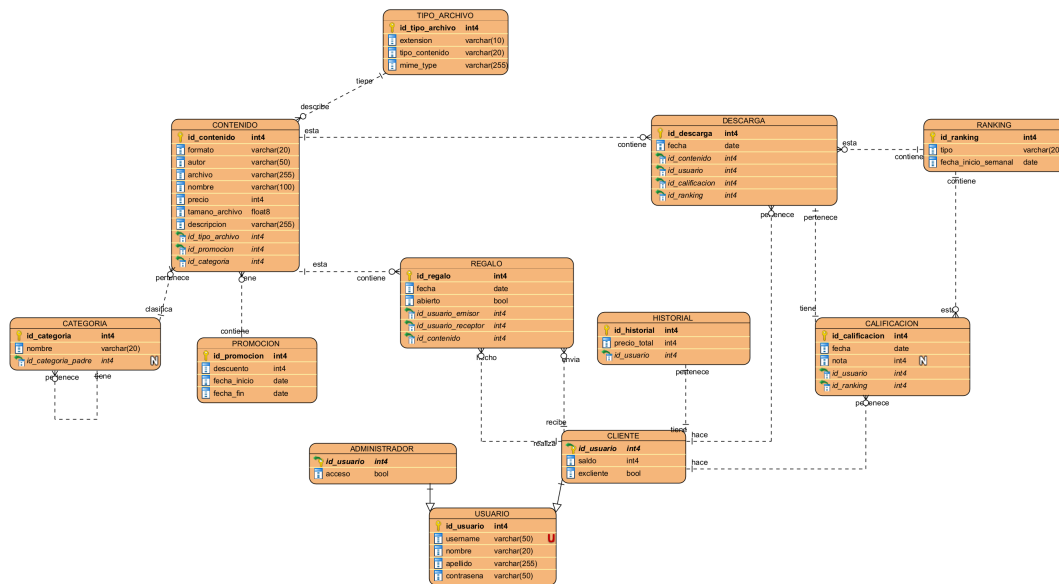 TIPO_ARCHIVO
id_tipo_archivo int4
extension varchar(10)
tipo_contenido varchar(20)
mime_type varchar(255)
tiene
describe
CONTENIDO
id_contenido int4
formato varchar(20)
autor varchar(50)
archivo varchar(255)
nombre varchar(100)
precio int4
tamano_archivo float8
descripcion varchar(255)
id_tipo_archivo int4
id_promocion int4
id_categoria int4
esta
contiene
DESCARGA
id_descarga int4
fecha date
id_contenido int4
id_usuario int4
id_calificacion int4
id_ranking int4
esta
contiene
RANKING
id_ranking int4
tipo varchar(20
fecha_inicio_semanal date
contiene
esta
pertenece
pertenece
tiene
pertenece
clasifica
tiene
contiene
esta
contiene
REGALO
id_regalo int4
fecha date
abierto bool
id_usuario_emisor int4
id_usuario_receptor int4
id_contenido int4
hecho
envia
CATEGORIA
id_categoria int4
nombre varchar(20)
id_categoria_padre int4 N
pertenece
tiene
PROMOCION
id_promocion int4
descuento int4
fecha_inicio date
fecha_fin date
HISTORIAL
id_historial int4
precio_total int4
id_usuario int4
pertenece
tiene
CALIFICACION
id_calificacion int4
fecha date
nota int4 N
id_usuario int4
id_ranking int4
pertenece
recibe
realiza
hace
hace
CLIENTE
id_usuario int4
saldo int4
excliente bool
ADMINISTRADOR
id_usuario int4
acceso bool
USUARIO
id_usuario int4
username varchar(50) U
nombre varchar(20)
apellido varchar(255)
contrasena varchar(50)